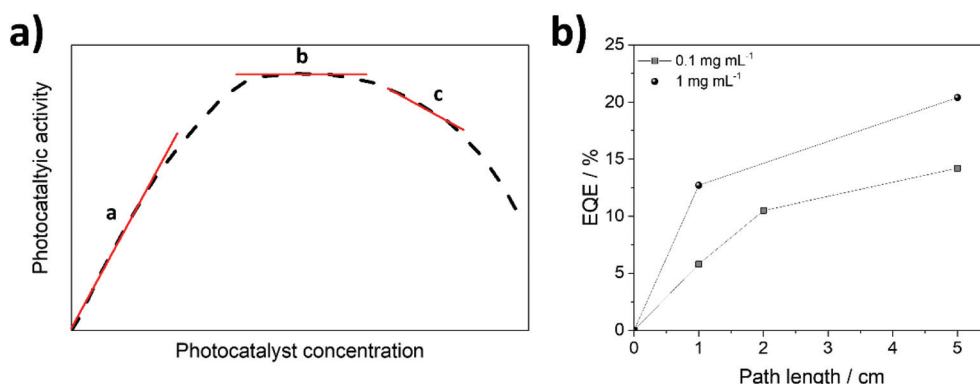 a)
Photocataltyic activity
a
b
c
Photocatalyst concentration
b)
EQE / %
25
20
15
10
5
0
0.1 mg mL⁻¹
1 mg mL⁻¹
0 1 2 3 4 5
Path length / cm